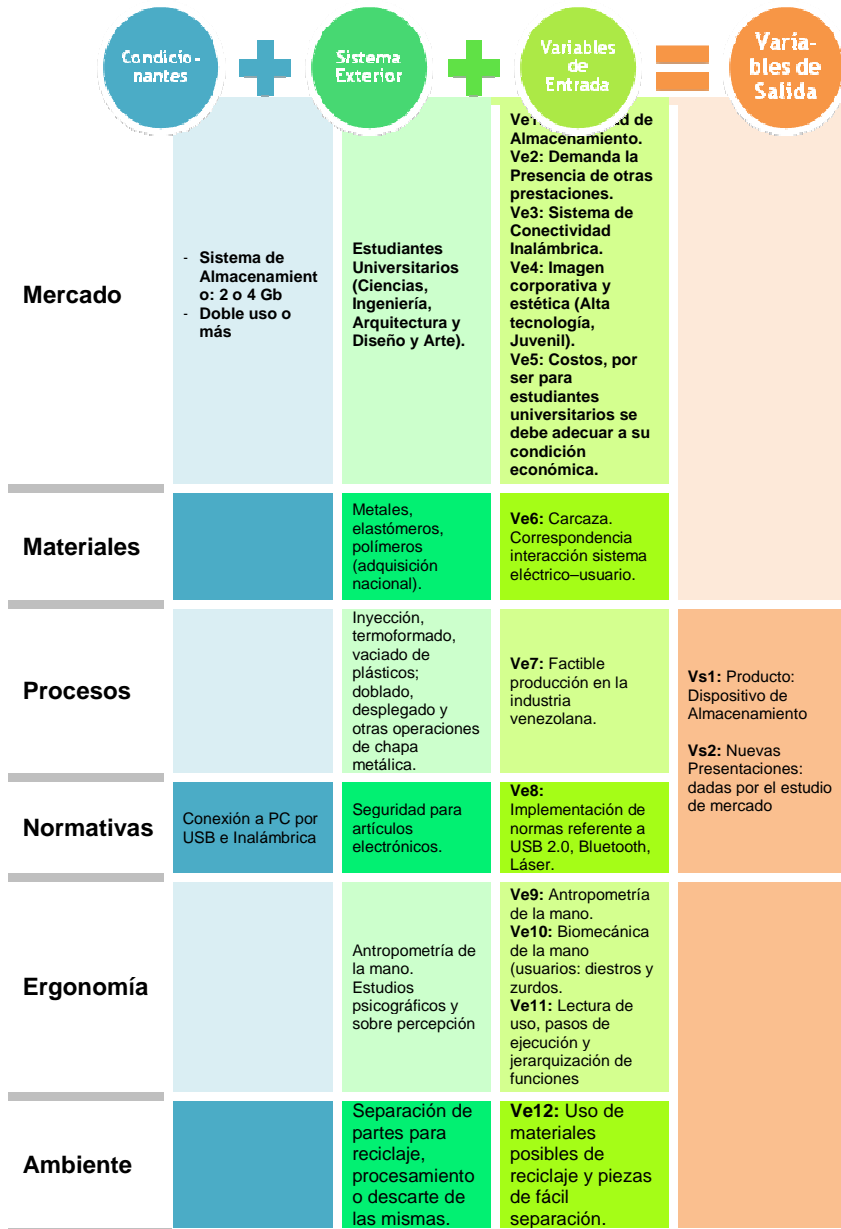 Condicio-
nantes
Sistema
Exterior
Variables
de
Entrada
Varia-
bles de
Salida
Mercado
- Sistema de
Almacenamient
o: 2 o 4 Gb
- Doble uso o
más
Estudiantes
Universitarios
(Ciencias,
Ingeniería,
Arquitectura y
Diseño y Arte).
de
Almacenamiento.
Ve2: Demanda la
Presencia de otras
prestaciones.
Ve3: Sistema de
Conectividad
Inalámbrica.
Ve4: Imagen
corporativa y
estética (Alta
tecnología,
Juvenil).
Ve5: Costos, por
ser para
estudiantes
universitarios se
debe adecuar a su
condición
económica.
Materiales
Metales,
elastómeros,
polímeros
(adquisición
nacional).
Ve6: Carcaza.
Correspondencia
interacción sistema
eléctrico–usuario.
Procesos
Inyección,
termoformado,
vaciado de
plásticos;
doblado,
desplegado y
otras operaciones
de chapa
metálica.
Ve7: Factible
producción en la
industria
venezolana.
Vs1: Producto:
Dispositivo de
Almacenamiento
Vs2: Nuevas
Presentaciones:
dadas por el estudio
de mercado
Normativas
Conexión a PC por
USB e Inalámbrica
Seguridad para
artículos
electrónicos.
Ve8:
Implementación de
normas referente a
USB 2.0, Bluetooth,
Láser.
Ergonomía
Antropometría de
la mano.
Estudios
psicográficos y
sobre percepción
Ve9: Antropometría
de la mano.
Ve10: Biomecánica
de la mano
(usuarios: diestros y
zurdos.
Ve11: Lectura de
uso, pasos de
ejecución y
jerarquización de
funciones
Ambiente
Separación de
partes para
reciclaje,
procesamiento
o descarte de
las mismas.
Ve12: Uso de
materiales
posibles de
reciclaje y piezas
de fácil
separación.